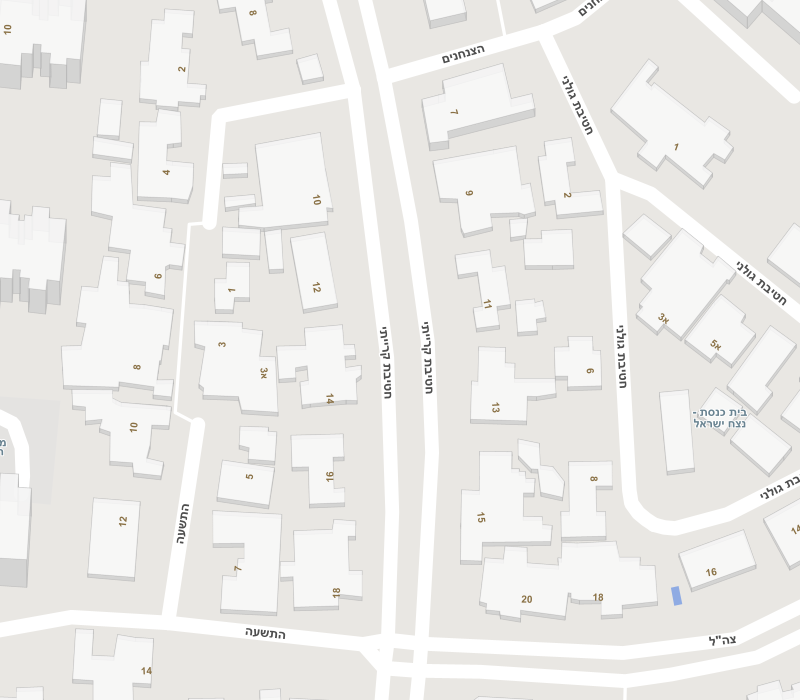 הצנחנים
חטיבת גולני
חטיבת גולני
חטיבת גולני
חטיבת קרייתי
חטיבת קרייתי
בית כנסת -
נצח ישראל
התשעה
התשעה
צה"ל
10
2
8
4
10
6
12
1
3
3א
8
14
10
16
5
12
7
18
14
7
9
2
11
6
13
15
8
20
18
16
1
3א
5א
14